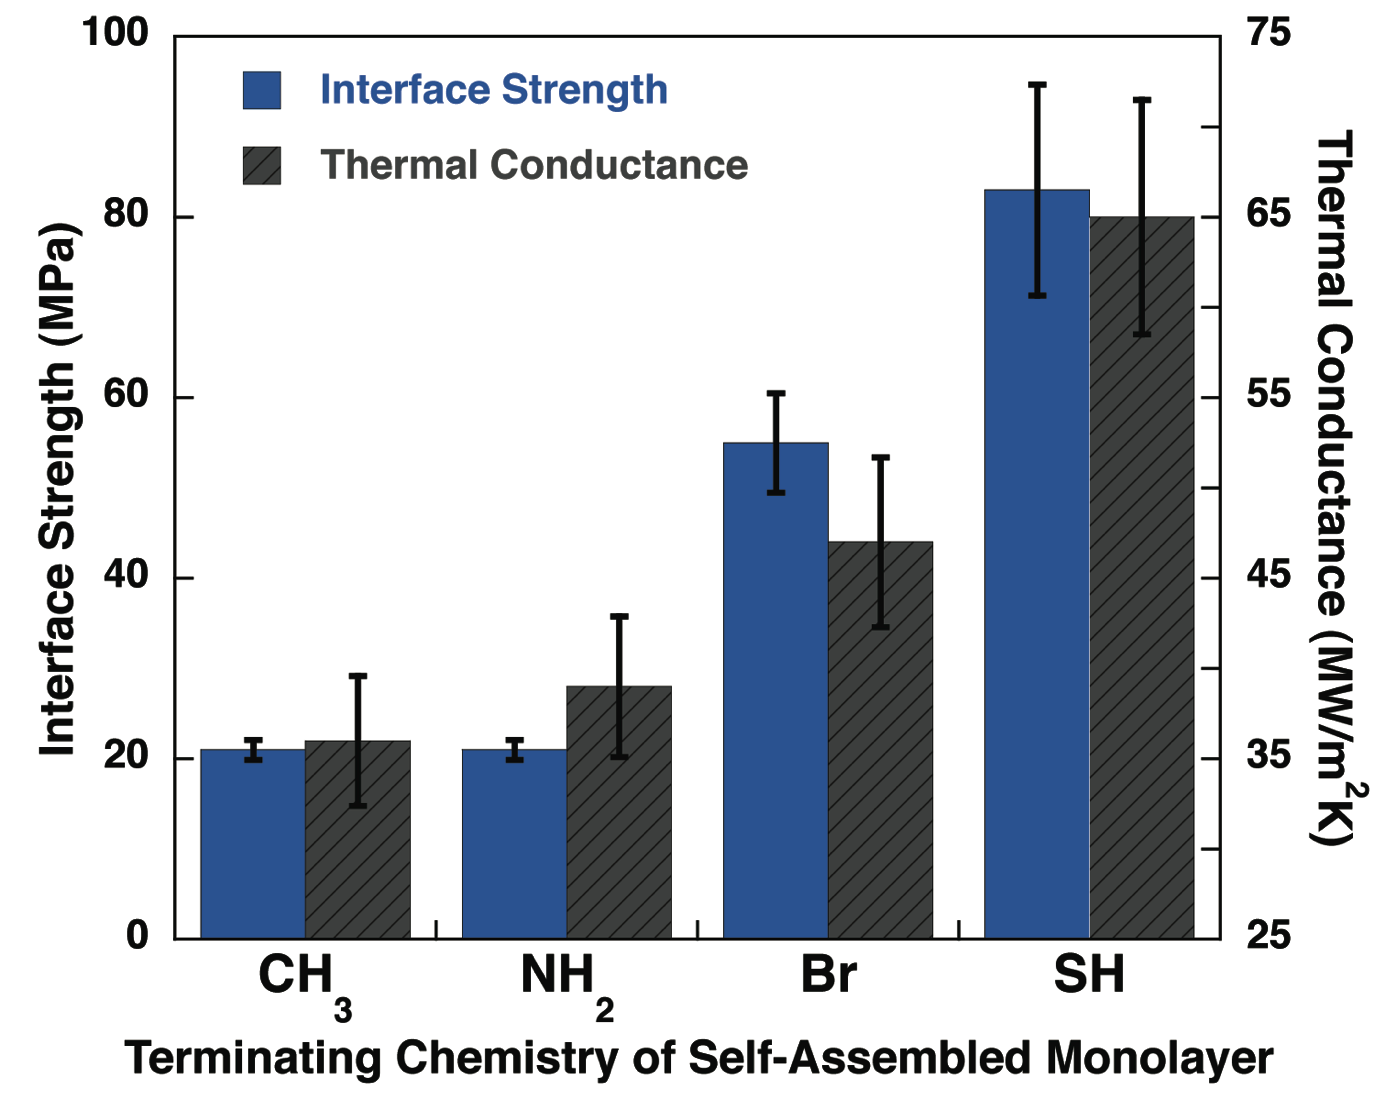 100
80
60
40
20
0
Interface Strength (MPa)
Interface Strength
Thermal Conductance
75
65
55
45
35
25
Thermal Conductance (MW/m²K)
CH₃
NH₂
Br
SH
Terminating Chemistry of Self-Assembled Monolayer